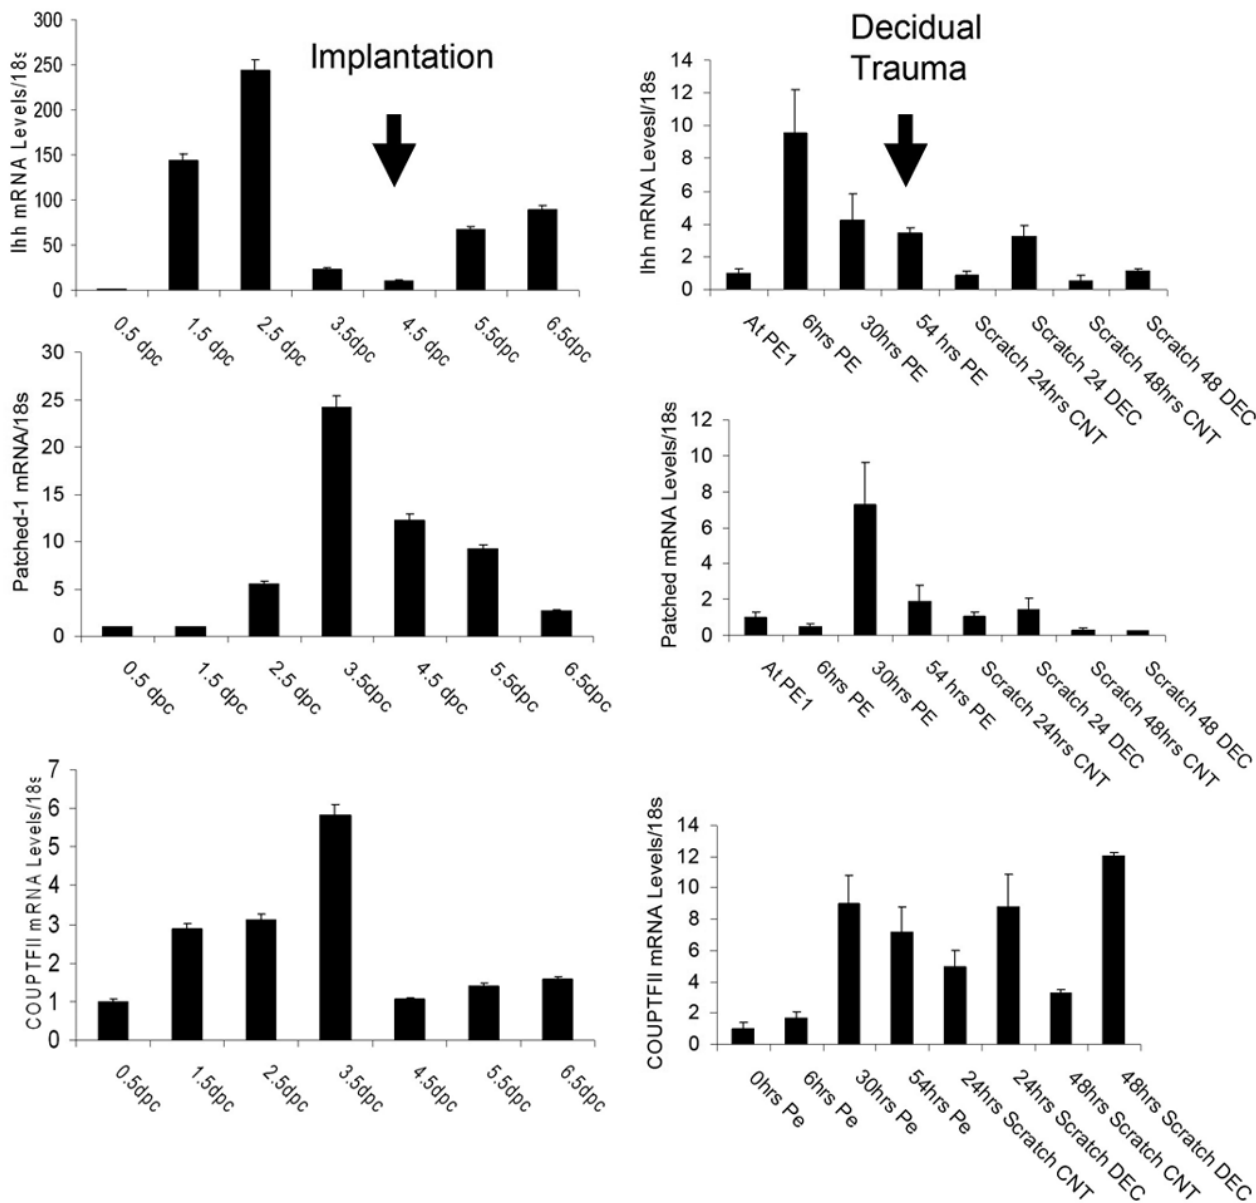 Ihh mRNA Levels/18s
300
250
200
150
100
50
0
Implantation
0.5 dpc
1.5 dpc
2.5 dpc
3.5dpc
4.5 dpc
5.5dpc
6.5dpc
Decidual
Trauma
Ihh mRNA Levesl/18s
14
12
10
8
6
4
2
0
At PE1
6hrs PE
30hrs PE
54 hrs PE
Scratch 24hrs CNT
Scratch 24 DEC
Scratch 48hrs CNT
Scratch 48 DEC
Patched-1 mRNA/18s
30
25
20
15
10
5
0
0.5 dpc
1.5 dpc
2.5 dpc
3.5dpc
4.5 dpc
5.5dpc
6.5dpc
Patched mRNA Levels/18s
12
10
8
6
4
2
0
At PE1
6hrs PE
30hrs PE
54 hrs PE
Scratch 24hrs CNT
Scratch 24 DEC
Scratch 48hrs CNT
Scratch 48 DEC
COUPTFII mRNA Levels/18s
7
6
5
4
3
2
1
0
0.5dpc
1.5dpc
2.5dpc
3.5dpc
4.5dpc
5.5dpc
6.5dpc
COUPTFII mRNA Levels/18s
14
12
10
8
6
4
2
0
0hrs Pe
6hrs Pe
30hrs Pe
54hrs Pe
24hrs Scratch CNT
24hrs Scratch DEC
48hrs Scratch CNT
48hrs Scratch DEC